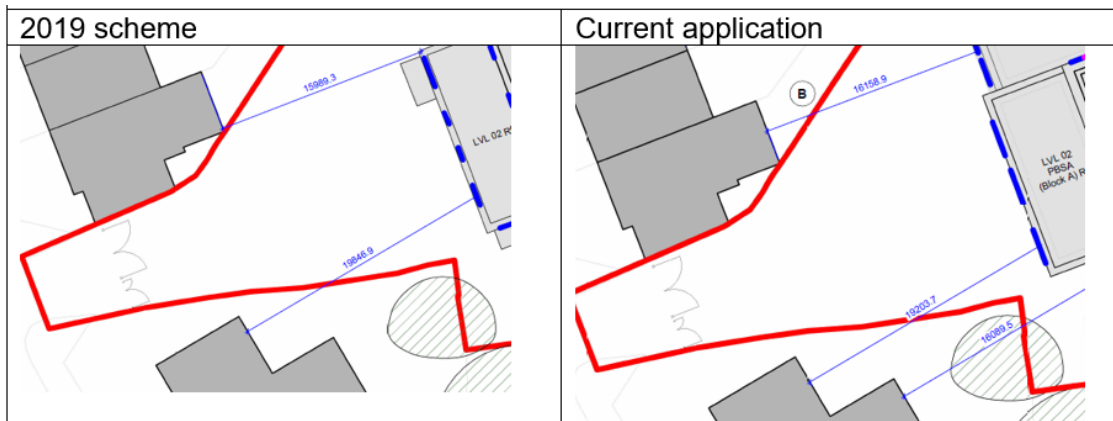 2019 scheme
Current application
15989.3
LVL 02
19846.9
B
16158.9
LVL 02
PBSA
(Block A) R
19203.7
16089.5